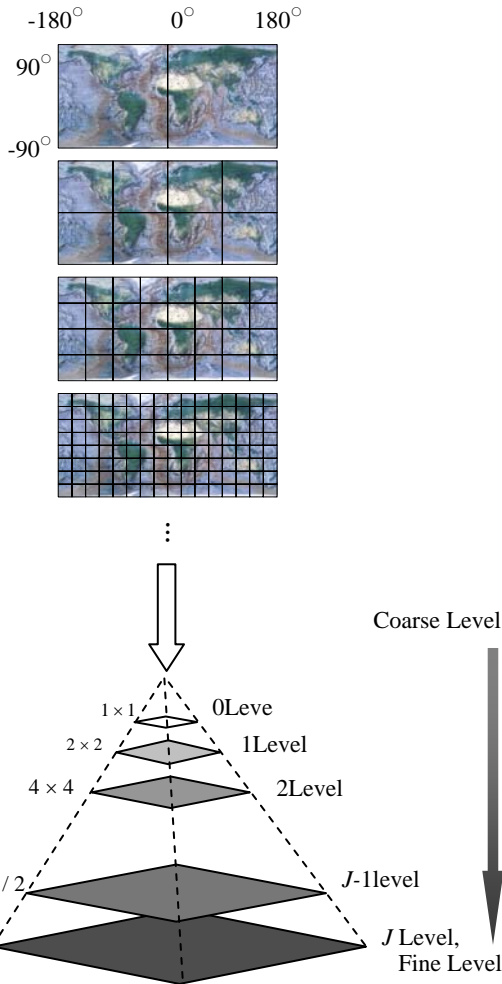 -180° 0° 180°
90°
-90°
⋮
Coarse Level
1 × 1 0Leve
2 × 2 1Level
4 × 4 2Level
/ 2 J-1level
J Level,
Fine Level